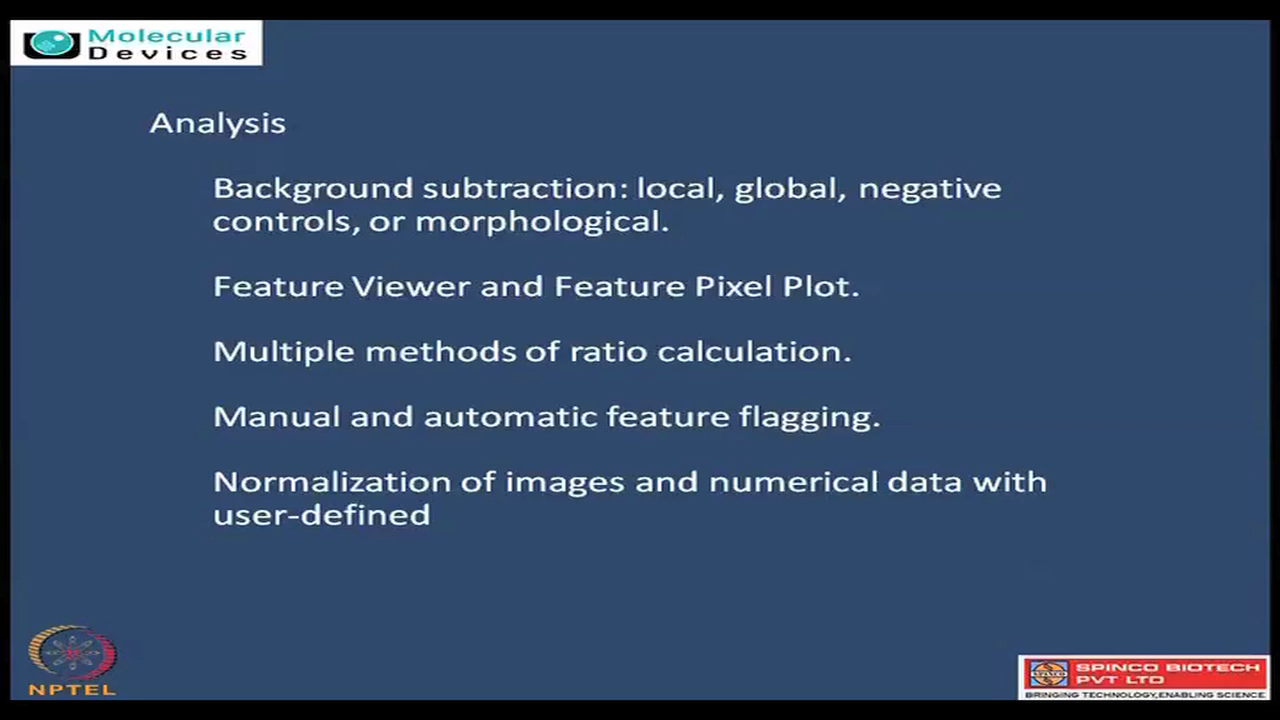 Molecular
Devices
Analysis
Background subtraction: local, global, negative
controls, or morphological.
Feature Viewer and Feature Pixel Plot.
Multiple methods of ratio calculation.
Manual and automatic feature flagging.
Normalization of images and numerical data with
user-defined
NPTEL
SPINCO
SPINCO BIOTECH
PVT LTD
BRINGING TECHNOLOGY,ENABLING SCIENCE